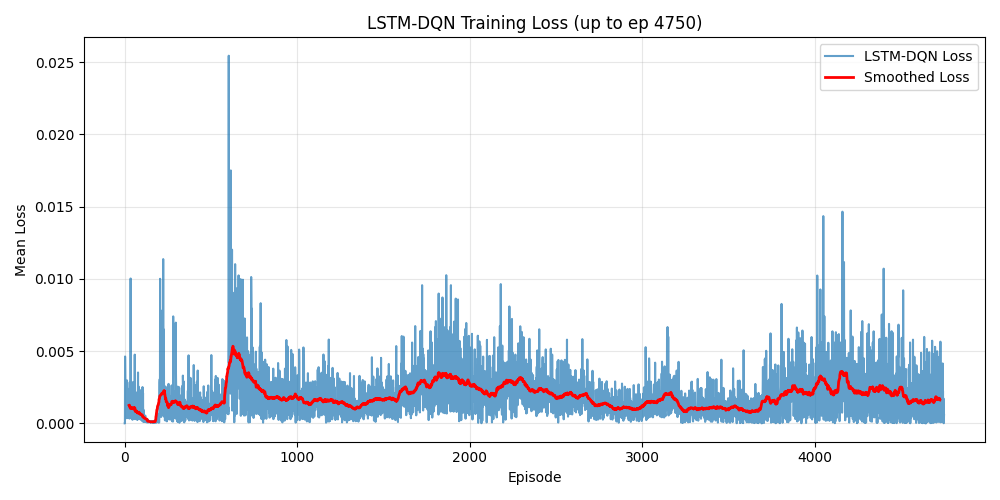 LSTM-DQN Training Loss (up to ep 4750)
LSTM-DQN Loss
Smoothed Loss
Mean Loss
0.025
0.020
0.015
0.010
0.005
0.000
0 1000 2000 3000 4000
Episode